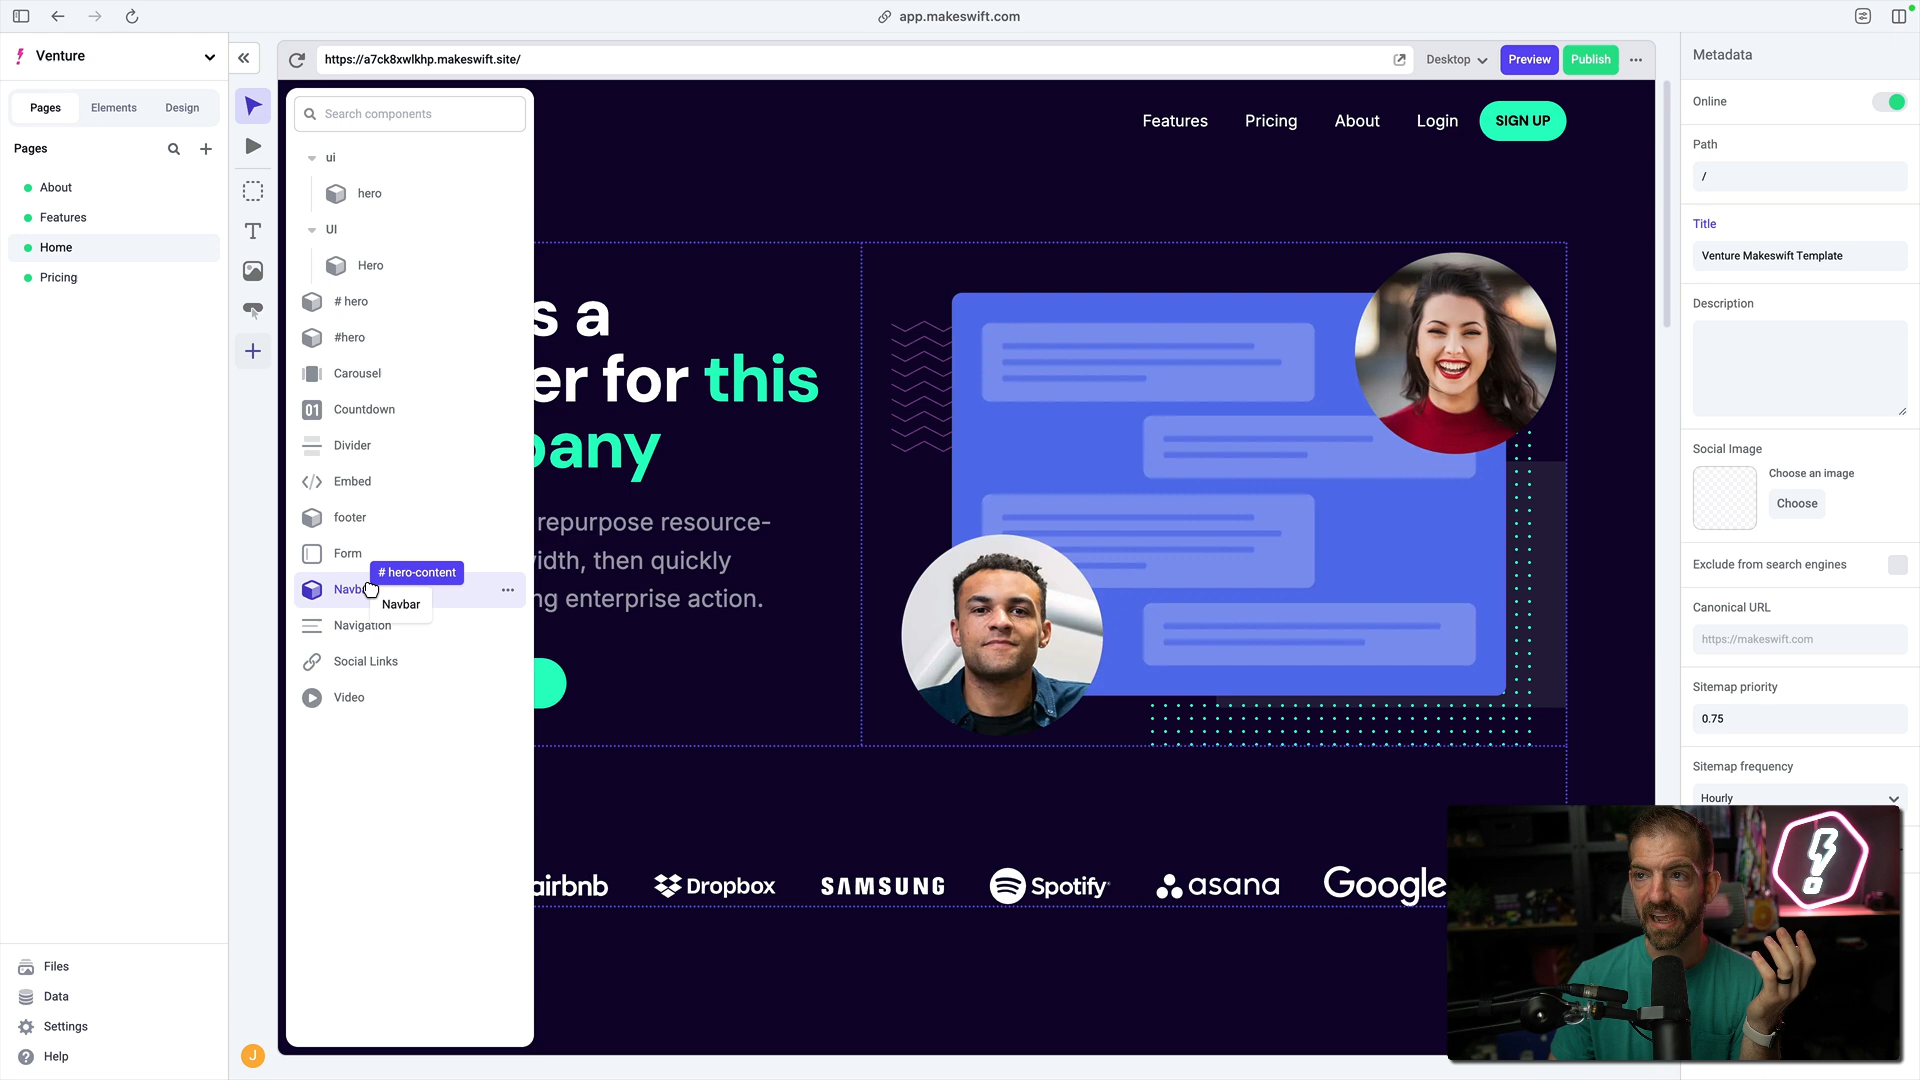 app.makeswift.com
Venture
https://a7ck8xwlkhp.makeswift.site/
Desktop
Preview
Publish
Metadata
Pages
Elements
Design
Pages
About
Features
Home
Pricing
Files
Data
Settings
Help
J
Search components
ui
hero
UI
Hero
# hero
#hero
Carousel
01
Countdown
Divider
Embed
footer
Form
# hero-content
Navbar
Navigation
Social Links
Video
Features
Pricing
About
Login
SIGN UP
s a
er for this
pany
repurpose resource-
idth, then quickly
ng enterprise action.
airbnb
Dropbox
SAMSUNG
Spotify
asana
Google
Online
Path
/
Title
Venture Makeswift Template
Description
Social Image
Choose an image
Choose
Exclude from search engines
Canonical URL
https://makeswift.com
Sitemap priority
0.75
Sitemap frequency
Hourly